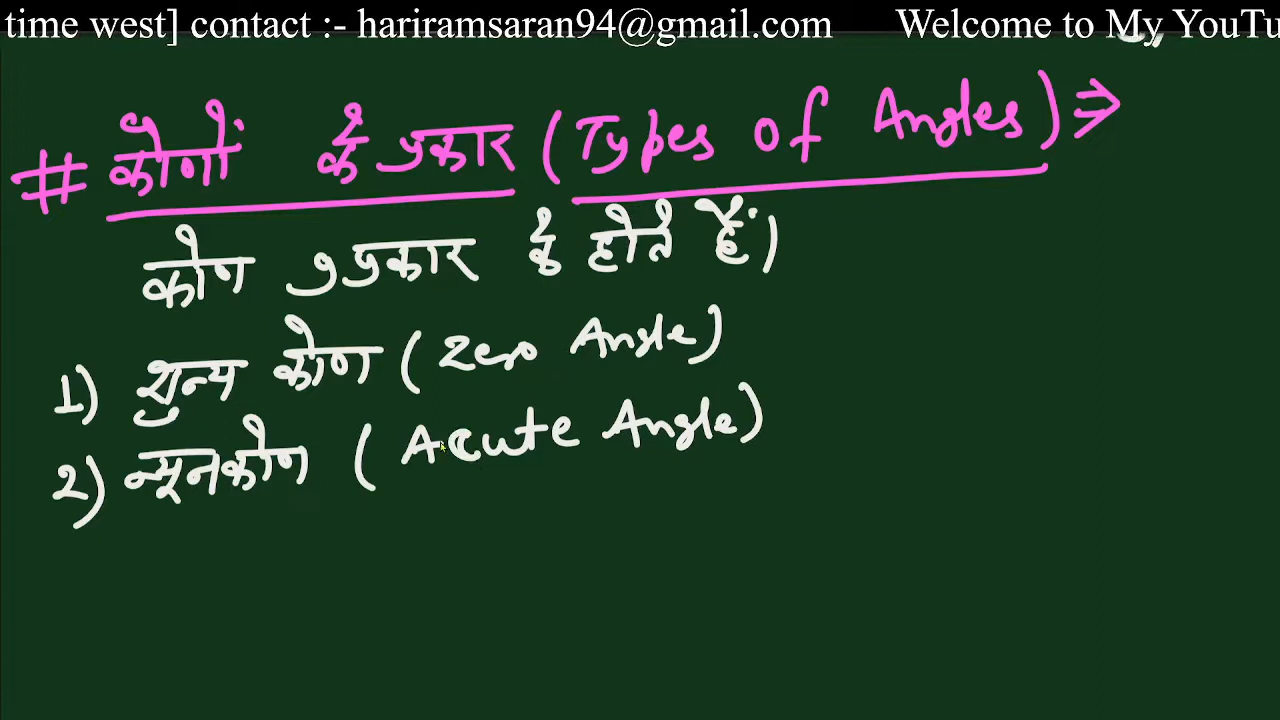 time west] contact :- hariramsaran94@gmail.com Welcome to My YouTu
# कोणों के प्रकार (Types of Angles) ⇒
कोण 7 प्रकार के होते हैं।
1) शुन्य कोण (Zero Angle)
2) न्यूनकोण (Acute Angle)